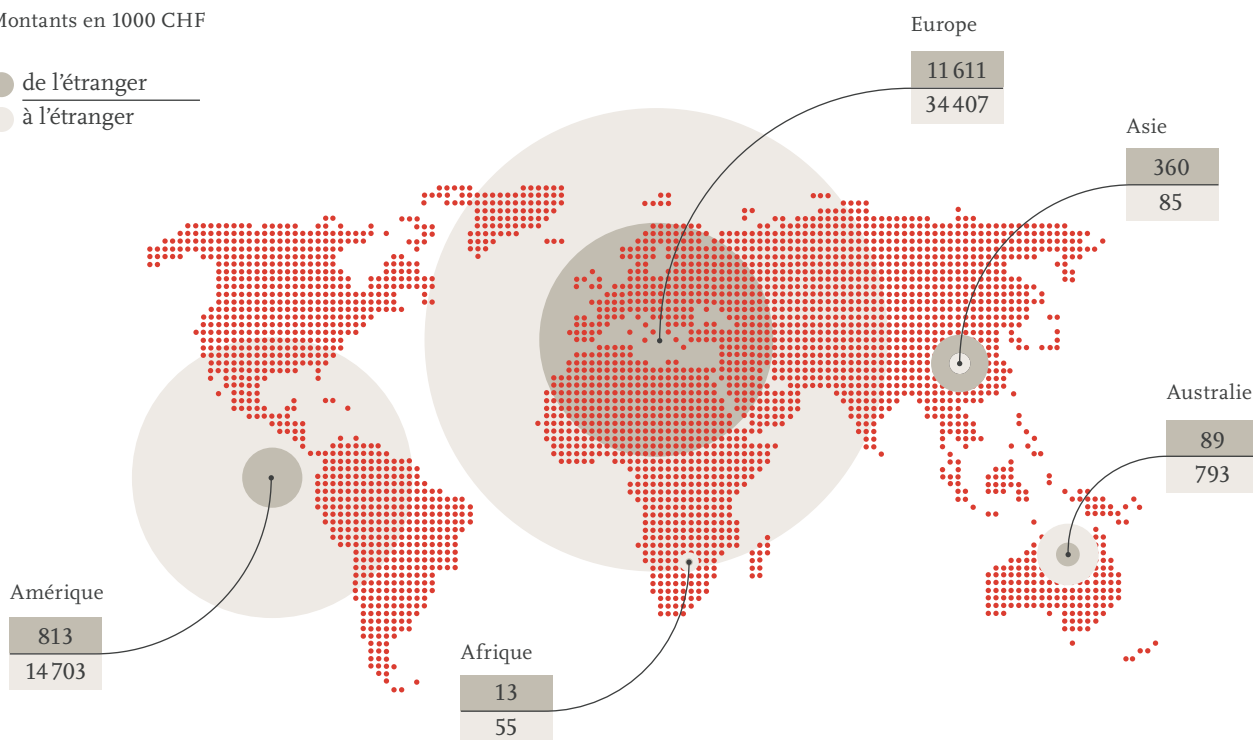 Montants en 1000 CHF
de l’étranger
à l’étranger
Europe
11 611
34 407
Asie
360
85
Australie
89
793
Amérique
813
14 703
Afrique
13
55